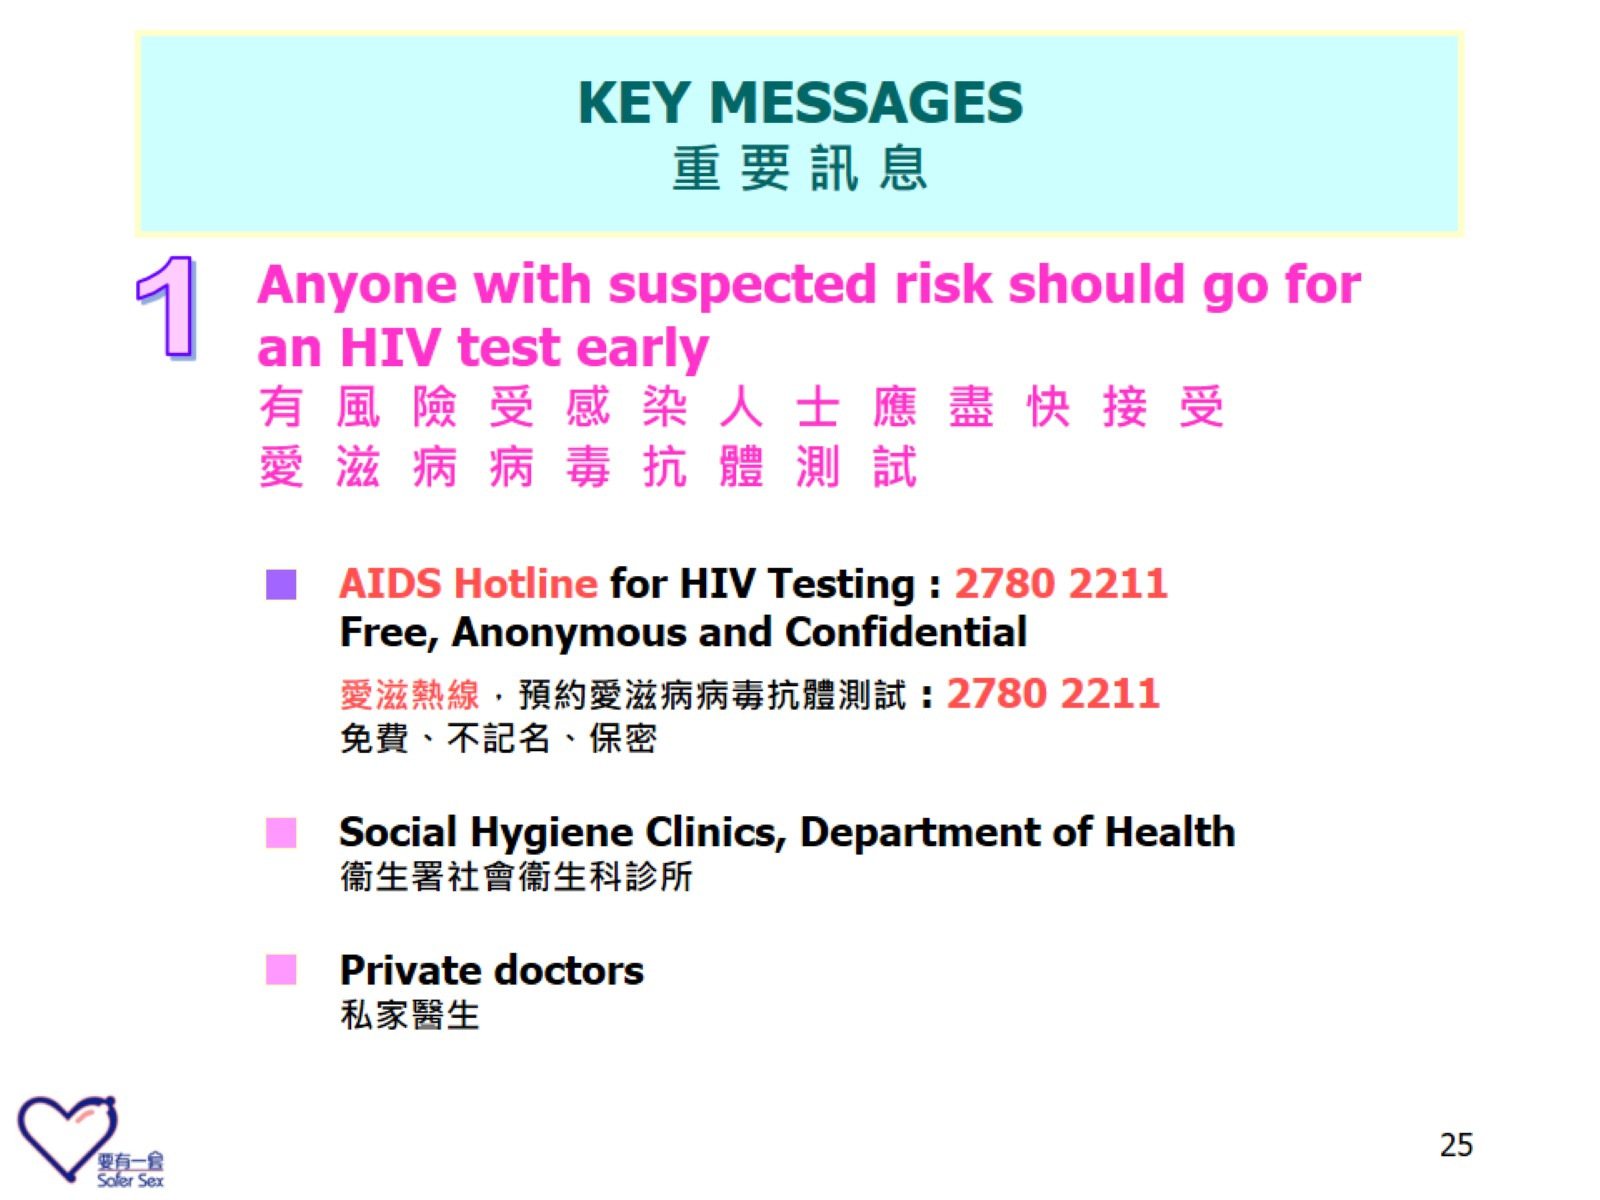 KEY MESSAGES
重要訊息
1
Anyone with suspected risk should go for
an HIV test early
有風險受感染人士應盡快接受
愛滋病病毒抗體測試
AIDS Hotline for HIV Testing : 2780 2211
Free, Anonymous and Confidential
愛滋熱線，預約愛滋病病毒抗體測試 : 2780 2211
免費、不記名、保密
Social Hygiene Clinics, Department of Health
衞生署社會衞生科診所
Private doctors
私家醫生
要有一套
Safer Sex
25